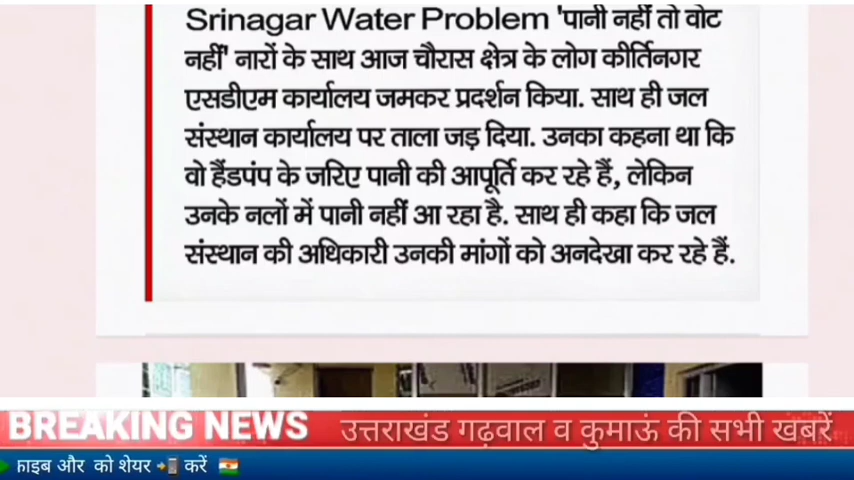 Srinagar Water Problem 'पानी नहीं तो वोट
नहीं' नारों के साथ आज चौरास क्षेत्र के लोग कीर्तिनगर
एसडीएम कार्यालय जमकर प्रदर्शन किया. साथ ही जल
संस्थान कार्यालय पर ताला जड़ दिया. उनका कहना था कि
वो हैंडपंप के जरिए पानी की आपूर्ति कर रहे हैं, लेकिन
उनके नलों में पानी नहीं आ रहा है. साथ ही कहा कि जल
संस्थान की अधिकारी उनकी मांगों को अनदेखा कर रहे हैं.
BREAKING NEWS उत्तराखंड गढ़वाल व कुमाऊं की सभी खबरें
और को शेयर करें